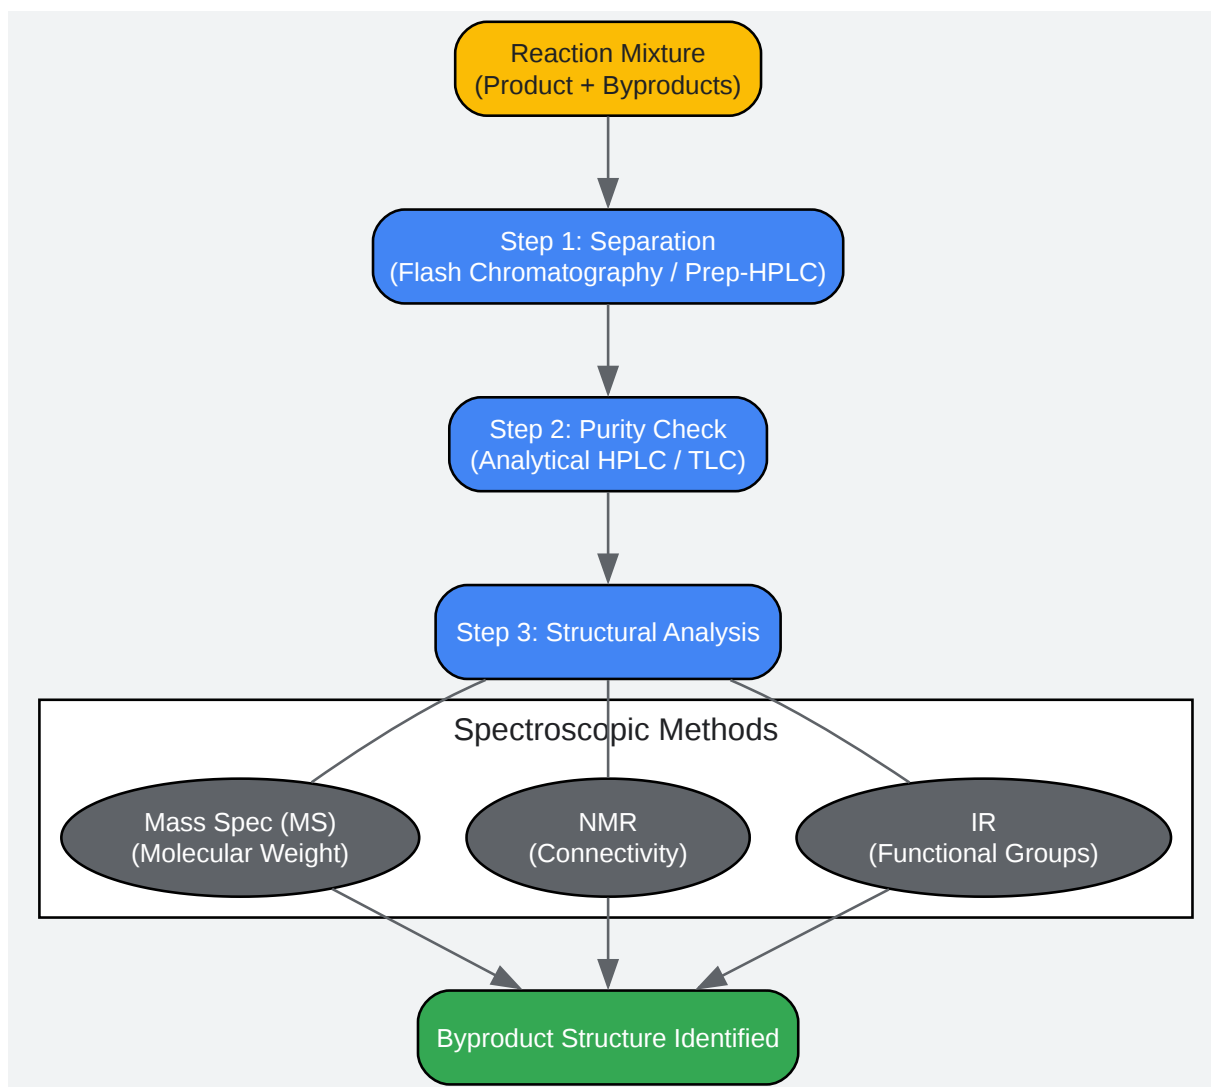 Reaction Mixture
(Product + Byproducts)
Step 1: Separation
(Flash Chromatography / Prep-HPLC)
Step 2: Purity Check
(Analytical HPLC / TLC)
Step 3: Structural Analysis
Spectroscopic Methods
Mass Spec (MS)
(Molecular Weight)
NMR
(Connectivity)
IR
(Functional Groups)
Byproduct Structure Identified